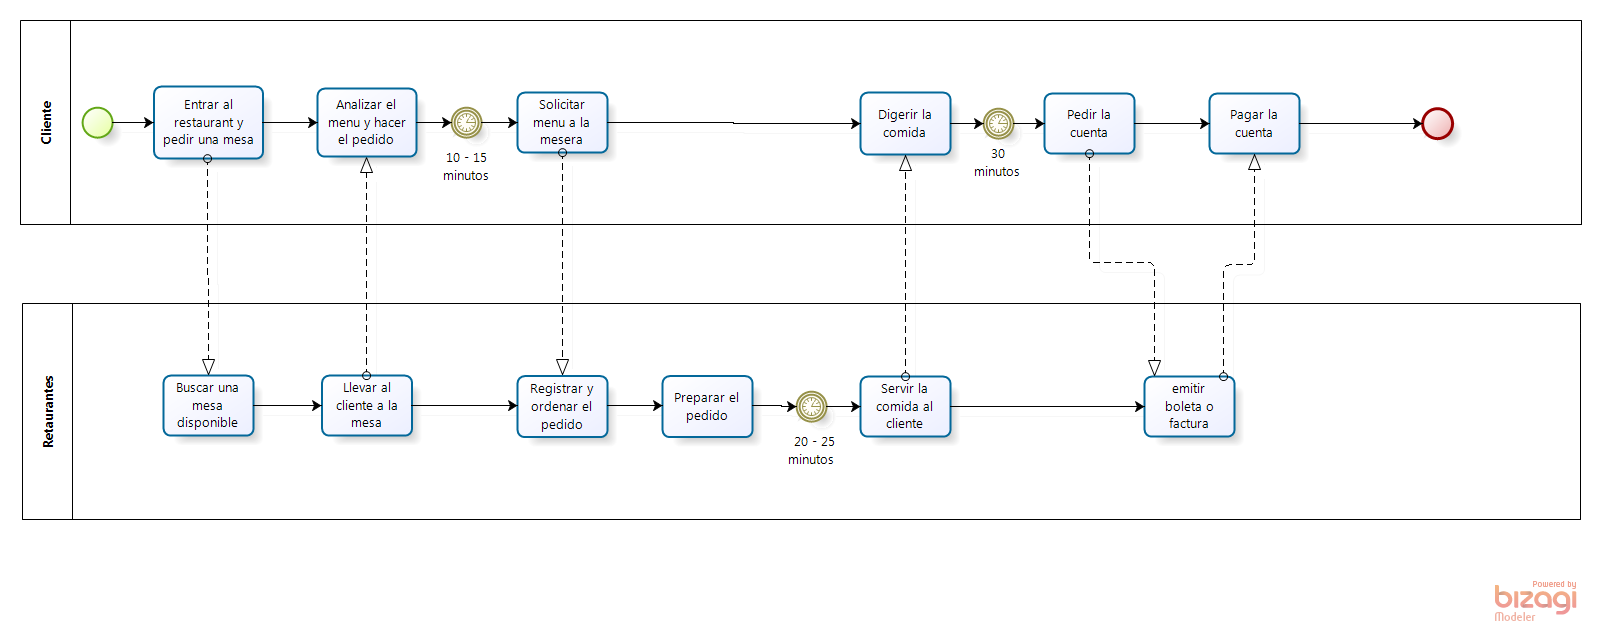 Cliente
Entrar al
restaurant y
pedir una mesa
Analizar el
menu y hacer
el pedido
10 - 15
minutos
Solicitar
menu a la
mesera
Digerir la
comida
30
minutos
Pedir la
cuenta
Pagar la
cuenta
Retaurantes
Buscar una
mesa
disponible
Llevar al
cliente a la
mesa
Registrar y
ordenar el
pedido
Preparar el
pedido
20 - 25
minutos
Servir la
comida al
cliente
emitir
boleta o
factura
Powered by
bizagi
Modeler